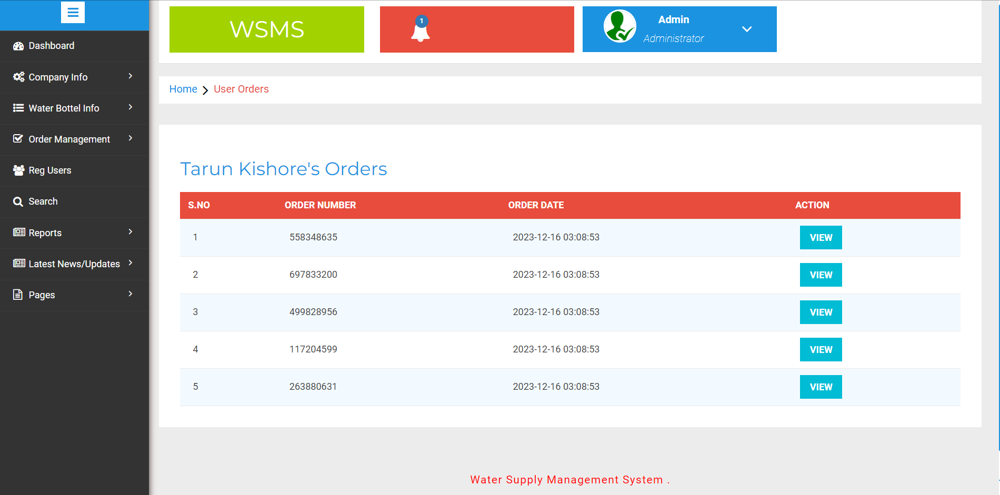 WSMS
1
Admin
Administrator
Dashboard
Company Info
Water Bottel Info
Order Management
Reg Users
Search
Reports
Latest News/Updates
Pages
Home User Orders
Tarun Kishore's Orders
S.NO ORDER NUMBER ORDER DATE ACTION
1 558348635 2023-12-16 03:08:53 VIEW
2 697833200 2023-12-16 03:08:53 VIEW
3 499828956 2023-12-16 03:08:53 VIEW
4 117204599 2023-12-16 03:08:53 VIEW
5 263880631 2023-12-16 03:08:53 VIEW
Water Supply Management System .